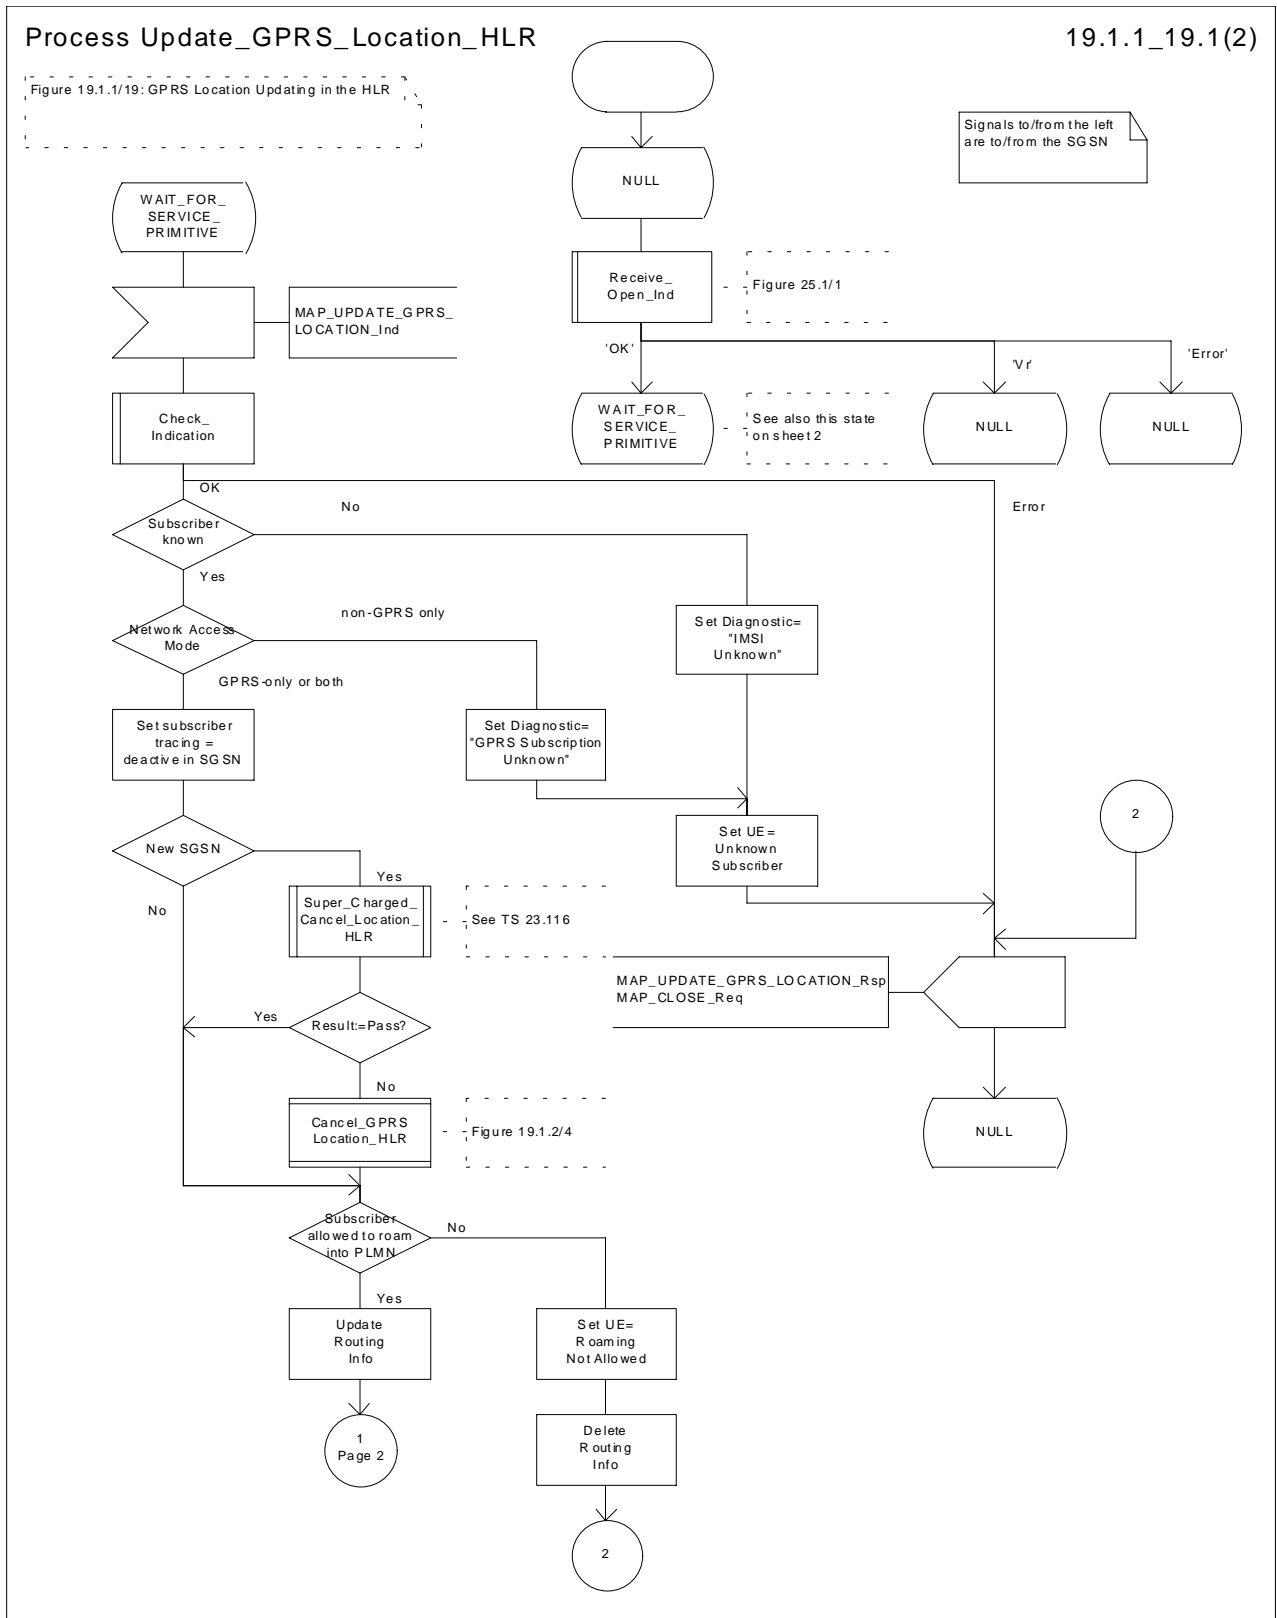 Process Update_GPRS_Location_HLR
19.1.1_19.1(2)
Figure 19.1.1/19: GPRS Location Updating in the HLR
Signals to/from the left
are to/from the SGSN
NULL
WAIT_FOR_
SERVICE_
PRIMITIVE
Receive_
Open_Ind
Figure 25.1/1
MAP_UPDATE_GPRS_
LOCATION_Ind
'OK'
'Vr'
'Error'
Check_
Indication
WAIT_FOR_
SERVICE_
PRIMITIVE
See also this state
on sheet 2
NULL
NULL
OK
No
Error
Subscriber
known
Yes
non-GPRS only
Network Access
Mode
Set Diagnostic=
"IMSI
Unknown"
GPRS-only or both
Set subscriber
tracing =
deactive in SGSN
Set Diagnostic=
"GPRS Subscription
Unknown"
2
New SGSN
Set UE=
Unknown
Subscriber
Yes
No
Super_Charged_
Cancel_Location_
HLR
See TS 23.116
MAP_UPDATE_GPRS_LOCATION_Rsp
MAP_CLOSE_Req
Yes
Result:=Pass?
No
Cancel_GPRS
Location_HLR
Figure 19.1.2/4
NULL
Subscriber
allowed to roam
into PLMN
No
Yes
Update
Routing
Info
Set UE=
Roaming
Not Allowed
1
Page 2
Delete
Routing
Info
2